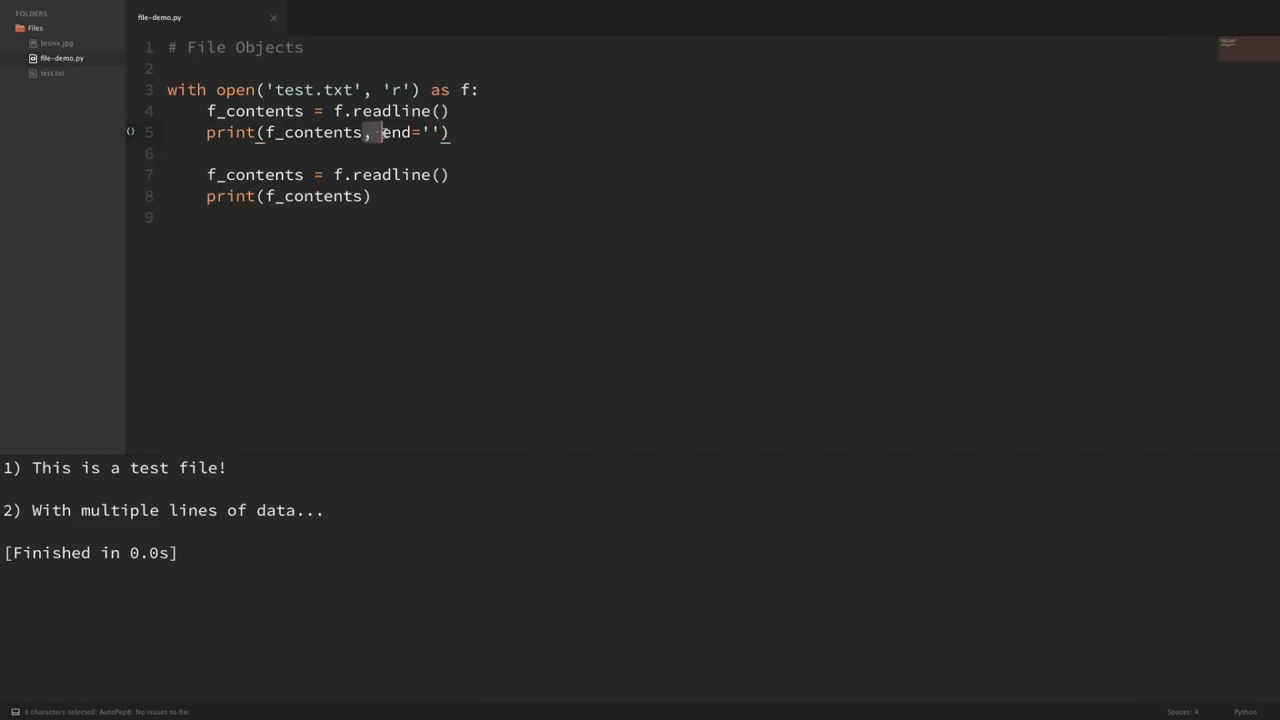 FOLDERS
Files
bronx.jpg
file-demo.py
test.txt
file-demo.py ×
1 # File Objects
2
3 with open('test.txt', 'r') as f:
4     f_contents = f.readline()
() 5     print(f_contents, end='')
6
7     f_contents = f.readline()
8     print(f_contents)
9
1) This is a test file!
2) With multiple lines of data...
[Finished in 0.0s]
characters selected; AutoPep8: No issues to fix.
Spaces: 4
Python